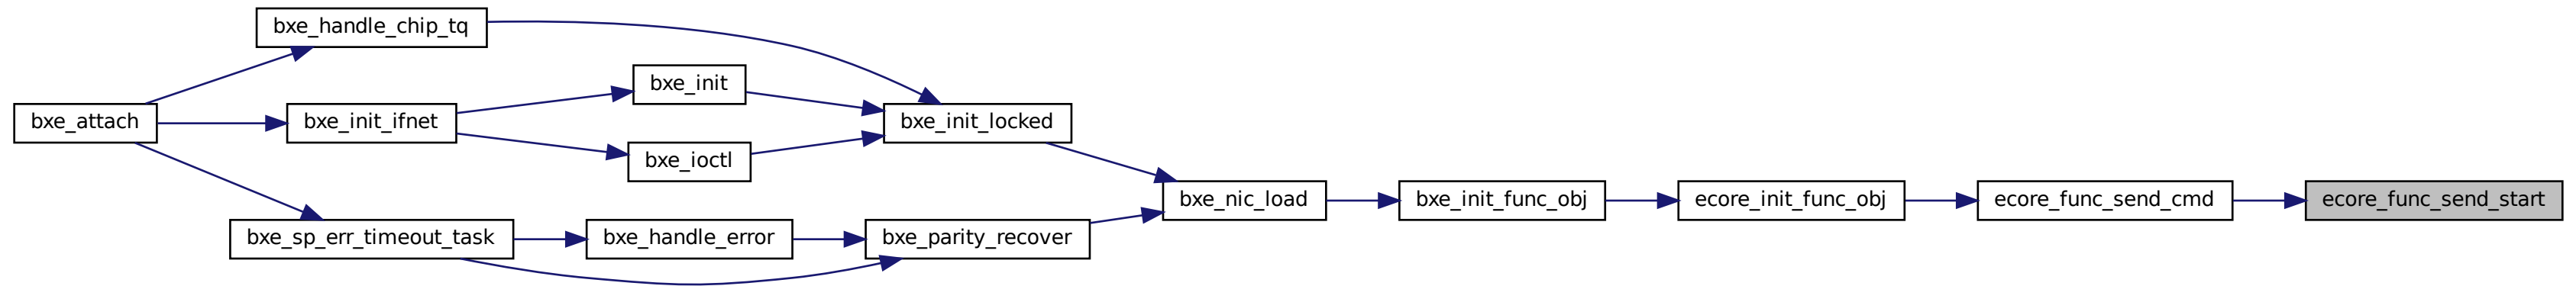 bxe_handle_chip_tq
bxe_init
bxe_attach
bxe_init_ifnet
bxe_init_locked
bxe_ioctl
bxe_nic_load
bxe_init_func_obj
ecore_init_func_obj
ecore_func_send_cmd
ecore_func_send_start
bxe_sp_err_timeout_task
bxe_handle_error
bxe_parity_recover